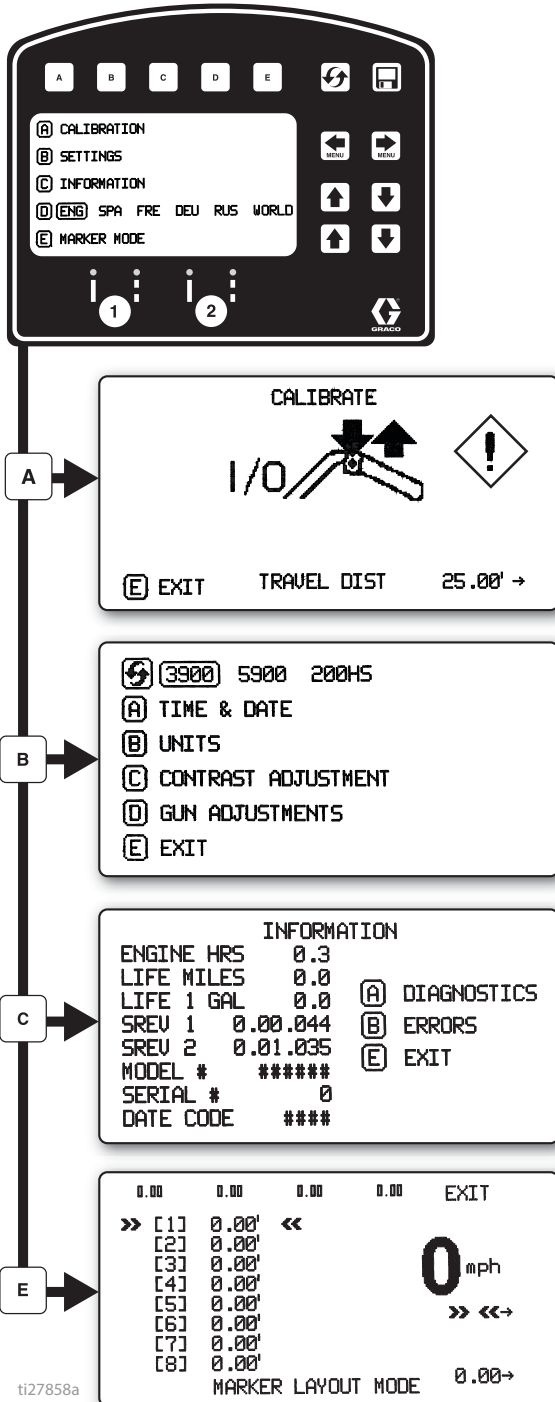 A B C D E
A CALIBRATION
B SETTINGS
C INFORMATION
D ENG SPA FRE DEU RUS WORLD
E MARKER MODE
MENU MENU
1 2
G
GRACO
A
CALIBRATE
I/O !
E EXIT TRAVEL DIST 25.00' →
B
3900 5900 200HS
A TIME & DATE
B UNITS
C CONTRAST ADJUSTMENT
D GUN ADJUSTMENTS
E EXIT
C
INFORMATION
ENGINE HRS 0.3
LIFE MILES 0.0
LIFE 1 GAL 0.0
SREV 1 0.00.044
SREV 2 0.01.035
MODEL # ######
SERIAL # 0
DATE CODE ####
A DIAGNOSTICS
B ERRORS
E EXIT
E
0.00 0.00 0.00 0.00 EXIT
» [1] 0.00' «
[2] 0.00'
[3] 0.00'
[4] 0.00'
[5] 0.00'
[6] 0.00'
[7] 0.00'
[8] 0.00'
0 mph
» «→
0.00→
MARKER LAYOUT MODE
ti27858a